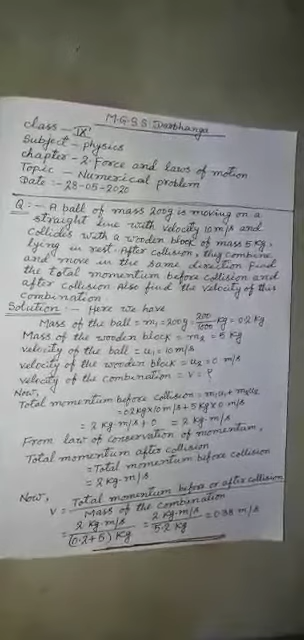 M.G.S.S Darbhanga
class - IX
Subject - physics
chapter - 2 Force and laws of motion
Topic - Numerical problem
Date :- 28-05-2020
Q:- A ball of mass 200g is moving on a
straight line with velocity 10 m/s and
collides with a wooden block of mass 5 kg,
lying in rest. After collision, they combine
and move in the same direction. Find
the total momentum before collision and
after collision. Also find the velocity of this
combination.
Solution:- Here we have
Mass of the ball = m₁ = 200g = 200/1000 kg = 0.2 kg
Mass of the wooden block = m₂ = 5 kg
velocity of the ball = u₁ = 10 m/s
velocity of the wooden block = u₂ = 0 m/s
velocity of the combination = v = ?
Now,
Total momentum before collision = m₁u₁ + m₂u₂
= 0.2 kg x 10 m/s + 5 kg x 0 m/s
= 2 kg.m/s + 0 = 2 kg.m/s
From law of conservation of momentum,
Total momentum after collision
= Total momentum before collision
= 2 kg.m/s
Now,
v = Total momentum before or after collision / Mass of the combination
= 2 kg.m/s / (0.2+5) kg = 2 kg.m/s / 5.2 kg = 0.38 m/s